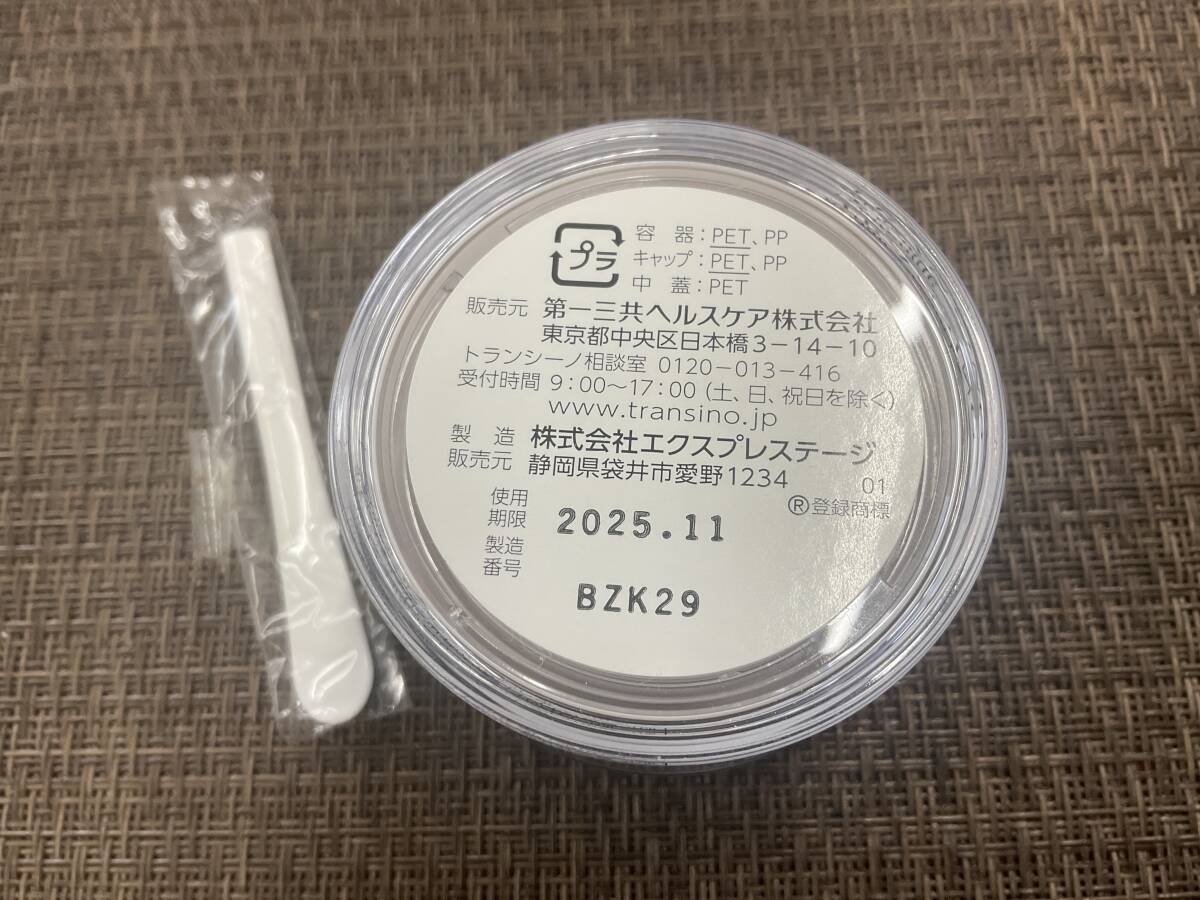 プラ
容 器：PET、PP
キャップ：PET、PP
中 蓋：PET
販売元 第一三共ヘルスケア株式会社
東京都中央区日本橋3-14-10
トランシーノ相談室 0120-013-416
受付時間 9:00～17:00 (土、日、祝日を除く)
www.transino.jp
製 造 株式会社エクスプレステージ
販売元 静岡県袋井市愛野1234
01
®登録商標
使用
期限 2025.11
製造
番号 BZK29